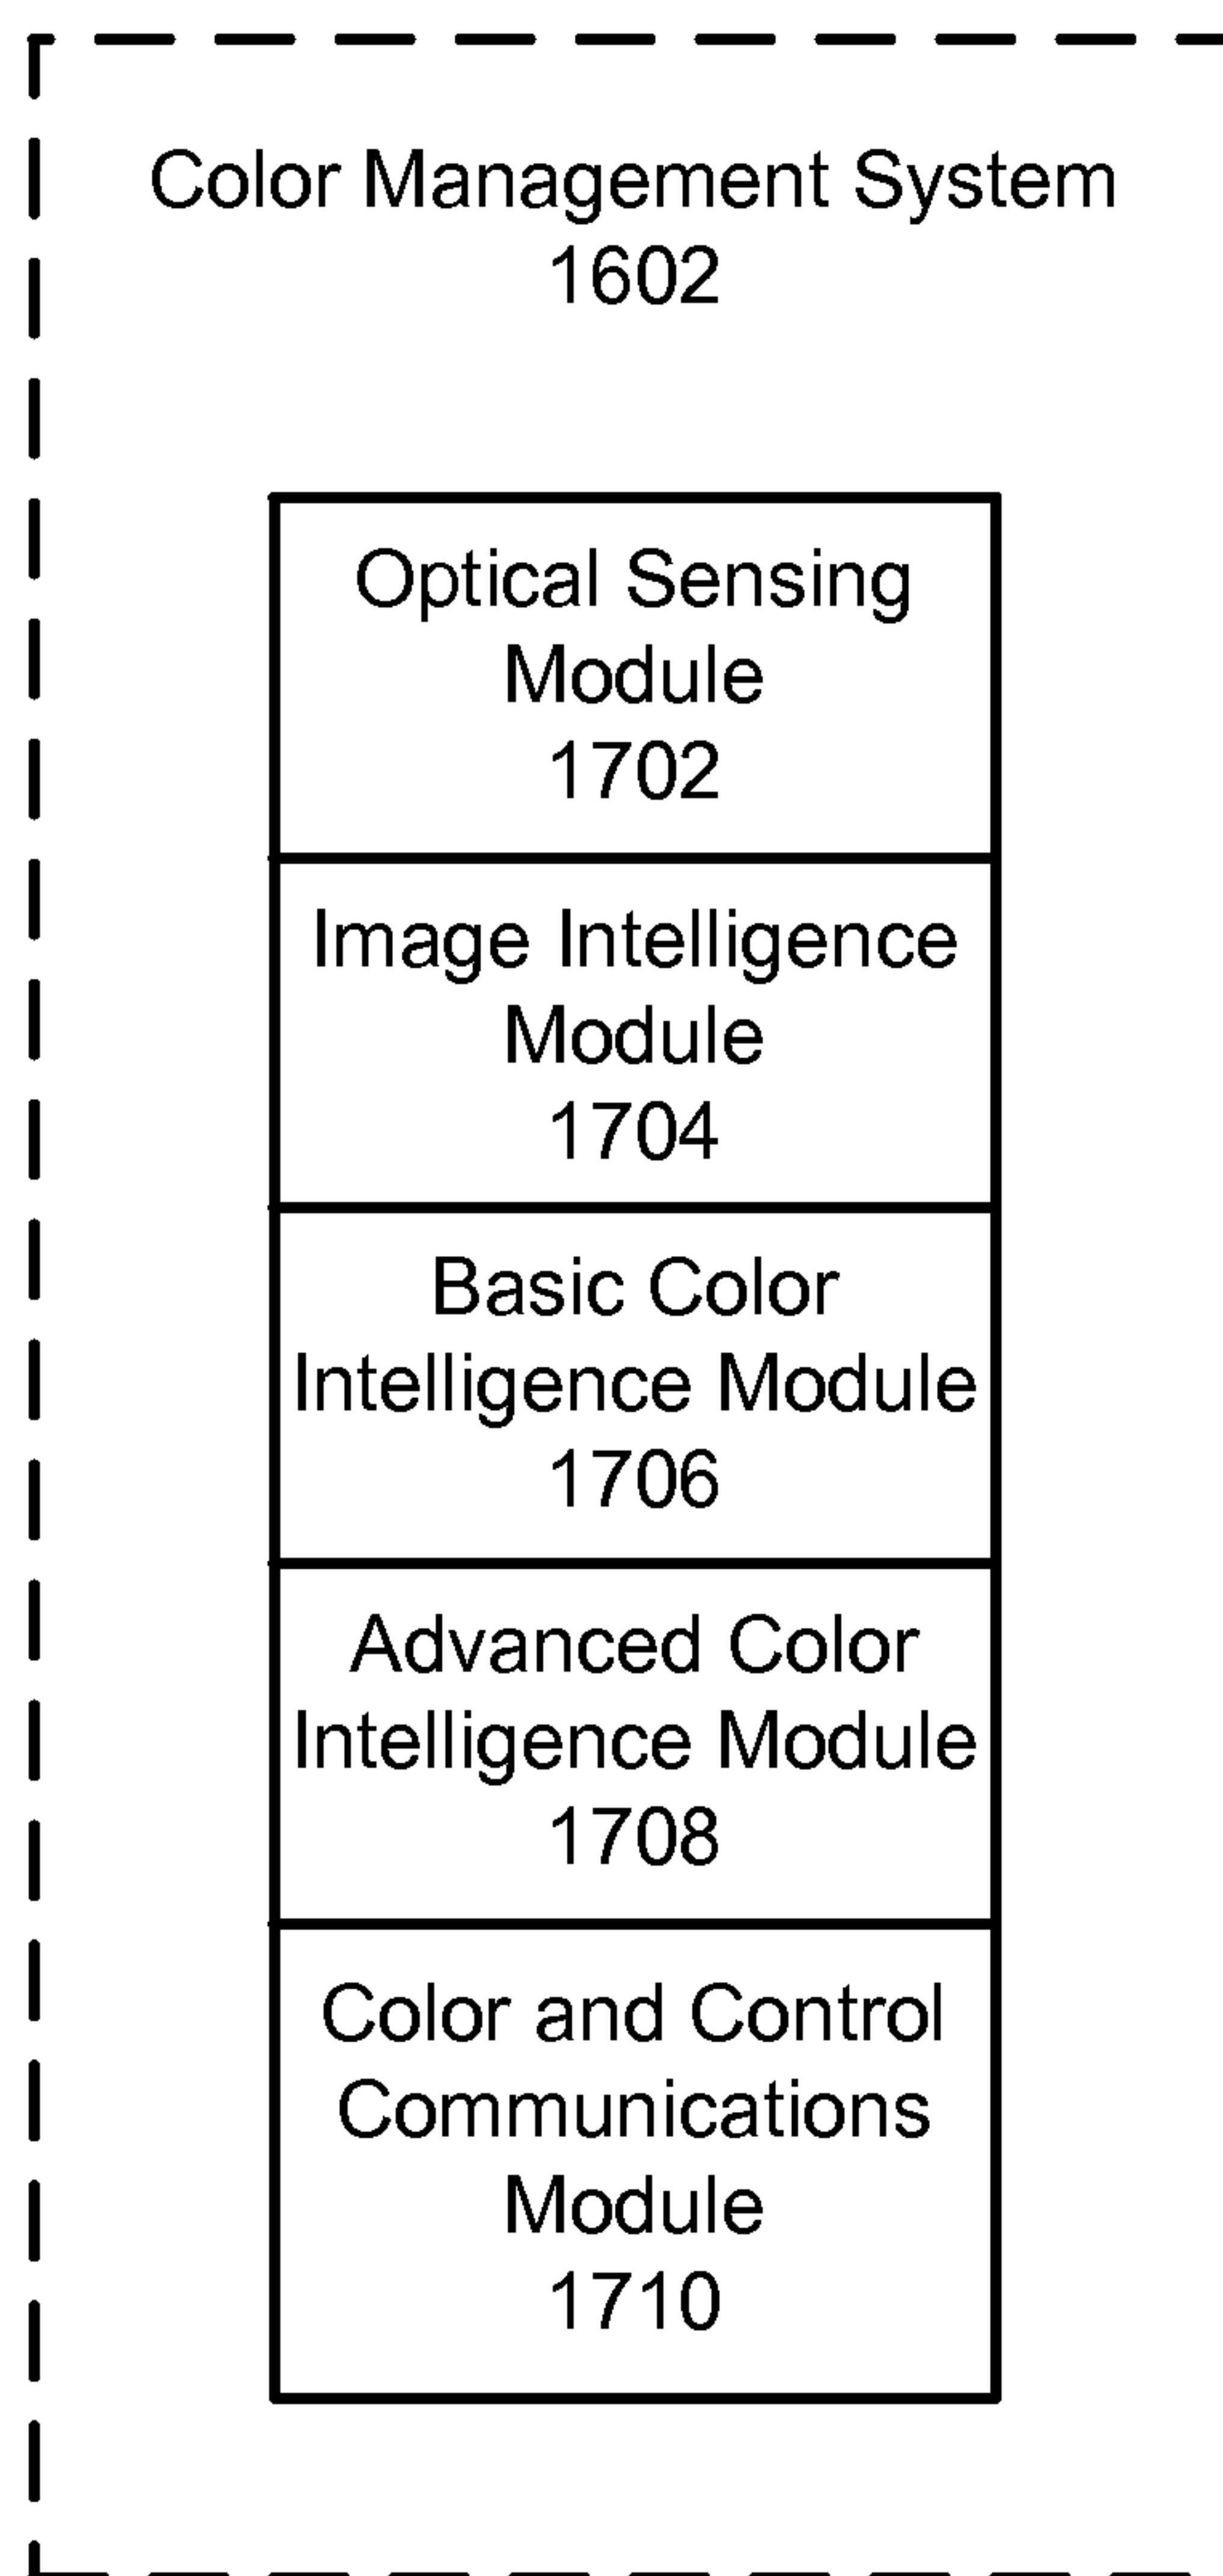 Color Management System
1602
Optical Sensing
Module
1702
Image Intelligence
Module
1704
Basic Color
Intelligence Module
1706
Advanced Color
Intelligence Module
1708
Color and Control
Communications
Module
1710